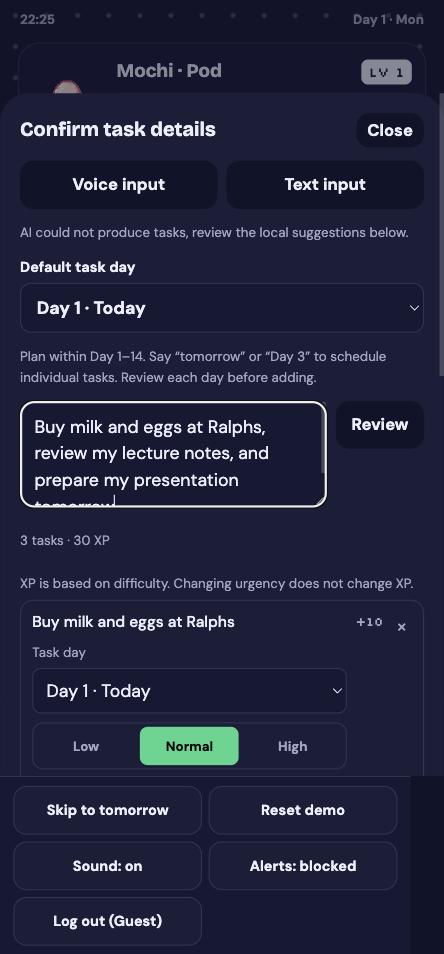 22:25
Day 1 · Mon
Mochi · Pod
LV 1
Confirm task details
Close
Voice input
Text input
AI could not produce tasks, review the local suggestions below.
Default task day
Day 1 · Today
Plan within Day 1–14. Say “tomorrow” or “Day 3” to schedule
individual tasks. Review each day before adding.
Buy milk and eggs at Ralphs,
review my lecture notes, and
prepare my presentation
tomorrow
Review
3 tasks · 30 XP
XP is based on difficulty. Changing urgency does not change XP.
Buy milk and eggs at Ralphs
+10
×
Task day
Day 1 · Today
Low
Normal
High
Skip to tomorrow
Reset demo
Sound: on
Alerts: blocked
Log out (Guest)